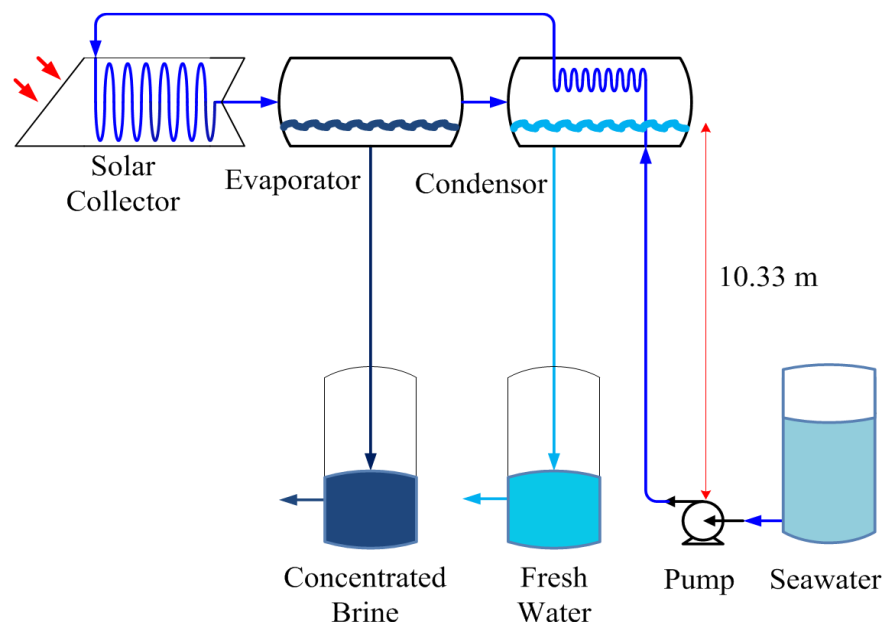 Solar
Collector
Evaporator
Condensor
10.33 m
Concentrated
Brine
Fresh
Water
Pump
Seawater